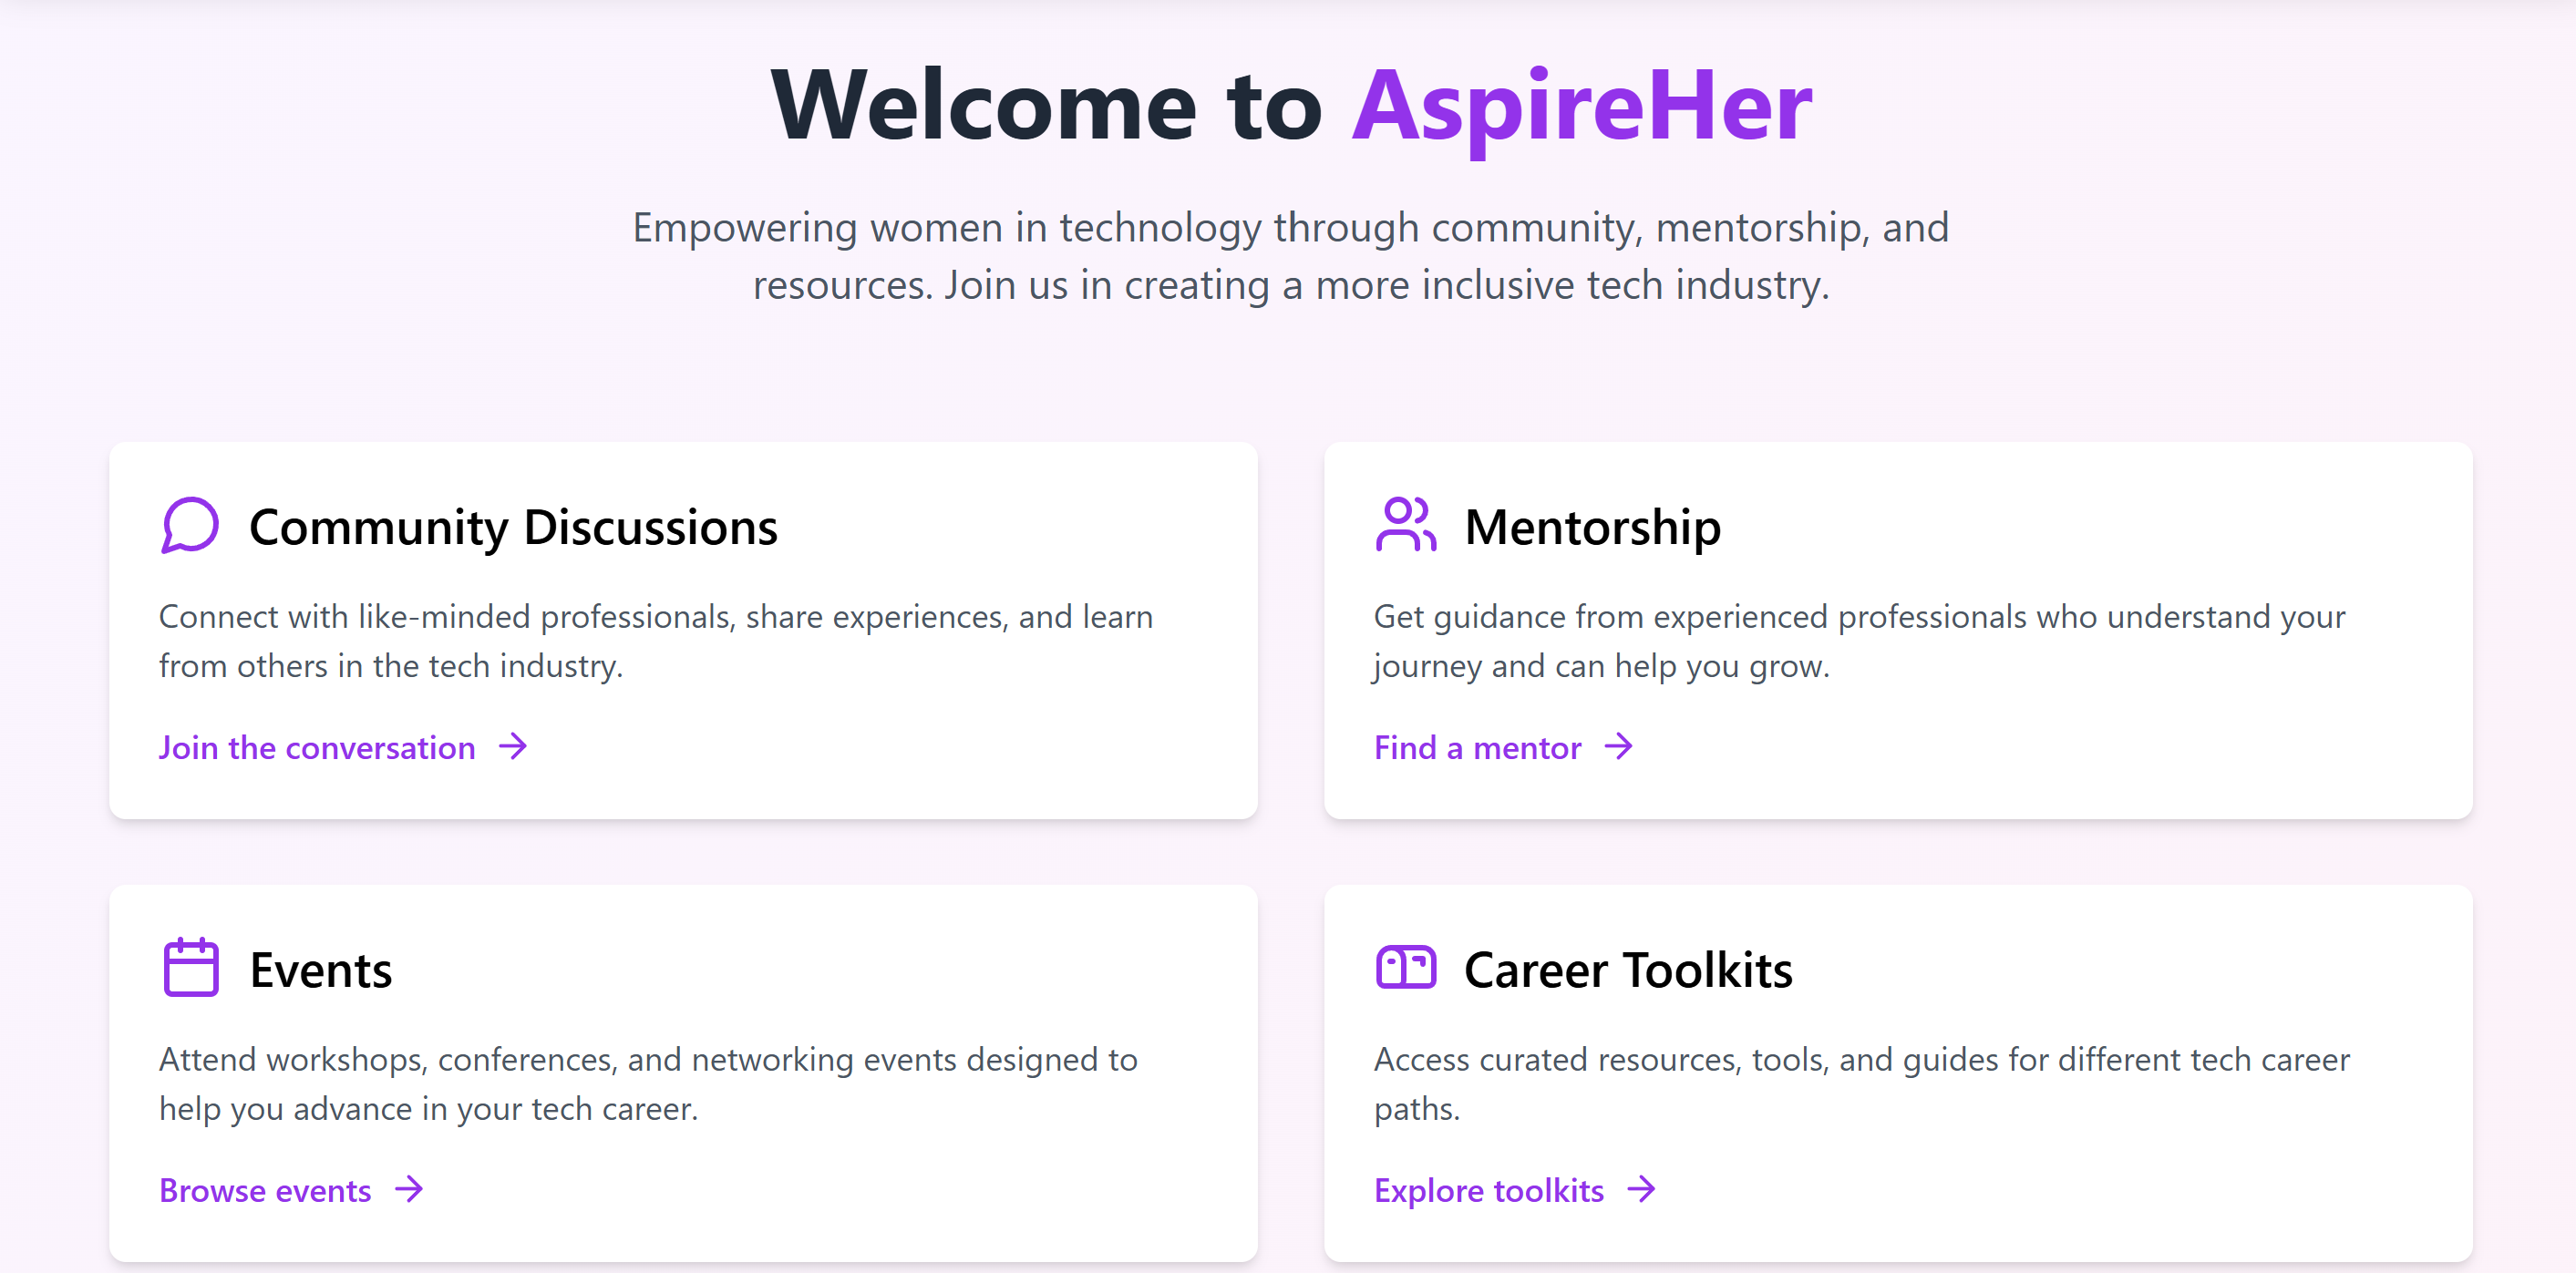 Welcome to AspireHer
Empowering women in technology through community, mentorship, and
resources. Join us in creating a more inclusive tech industry.
Community Discussions
Connect with like-minded professionals, share experiences, and learn
from others in the tech industry.
Join the conversation
Mentorship
Get guidance from experienced professionals who understand your
journey and can help you grow.
Find a mentor
Events
Attend workshops, conferences, and networking events designed to
help you advance in your tech career.
Browse events
Career Toolkits
Access curated resources, tools, and guides for different tech career
paths.
Explore toolkits